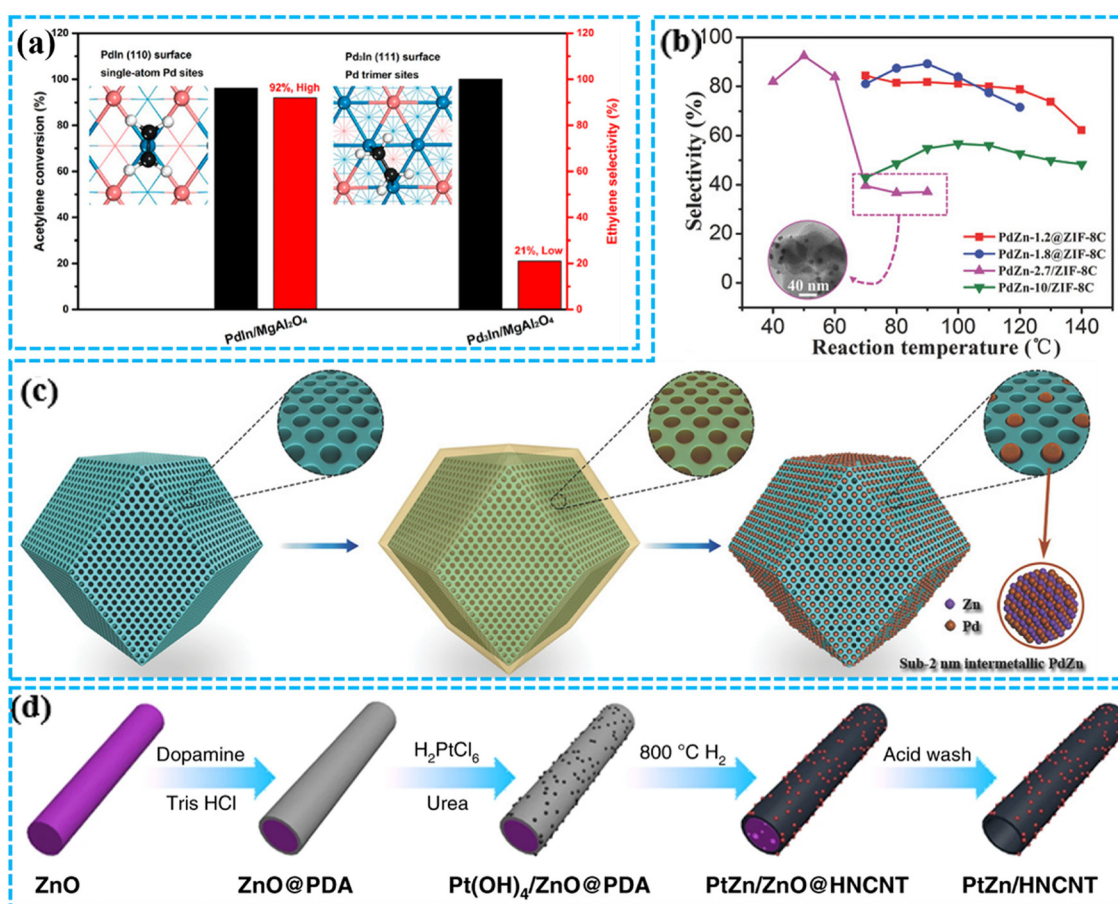 (a)
PdIn (110) surface
single-atom Pd sites
Pd₃In (111) surface
Pd trimer sites
92%, High
21%, Low
Acetylene conversion (%)
Ethylene selectivity (%)
120
100
80
60
40
20
0
120
100
80
60
40
20
0
PdIn/MgAl₂O₄
Pd₃In/MgAl₂O₄
(b)
Selectivity (%)
100
80
60
40
80
20
0
40 nm
PdZn-1.2@ZIF-8C
PdZn-1.8@ZIF-8C
PdZn-2.7/ZIF-8C
PdZn-10/ZIF-8C
40 60 80 100 120 140
Reaction temperature (℃)
(c)
Zn
Pd
Sub-2 nm intermetallic PdZn
(d)
Dopamine
Tris HCl
H₂PtCl₆
Urea
800 °C H₂
Acid wash
ZnO
ZnO@PDA
Pt(OH)₄/ZnO@PDA
PtZn/ZnO@HNCNT
PtZn/HNCNT